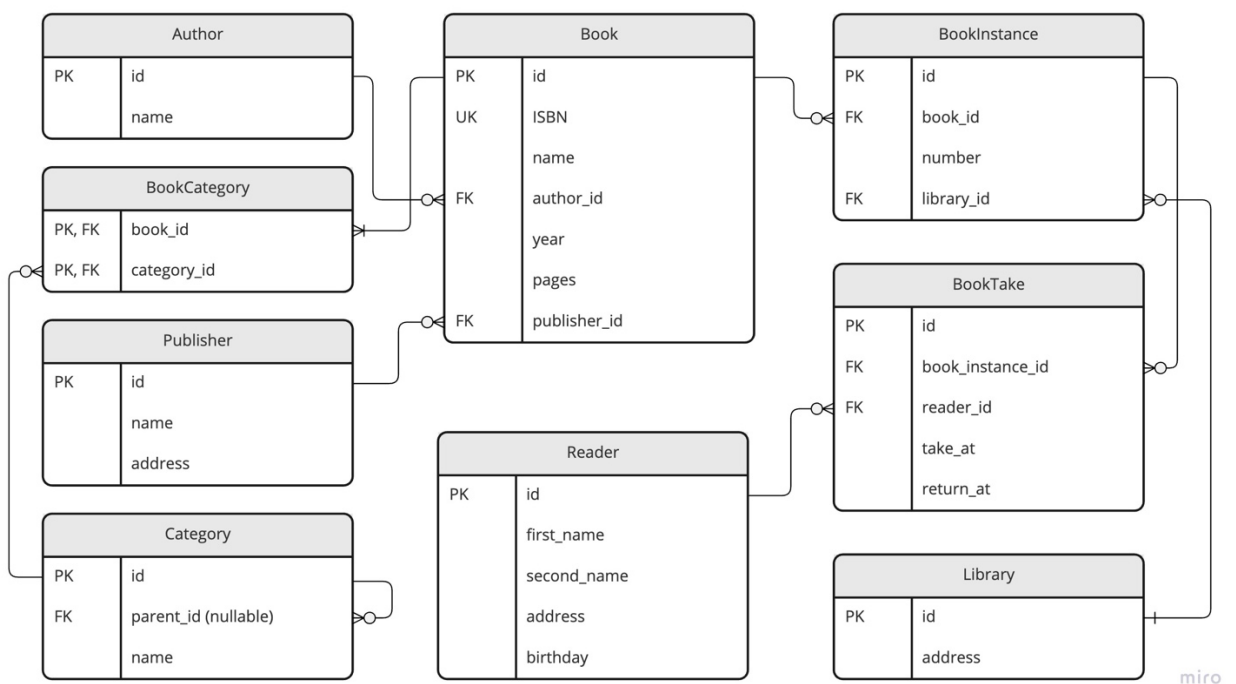 Author
PK id
name
BookCategory
PK, FK book_id
PK, FK category_id
Publisher
PK id
name
address
Category
PK id
FK parent_id (nullable)
name
Book
PK id
UK ISBN
name
FK author_id
year
pages
FK publisher_id
Reader
PK id
first_name
second_name
address
birthday
BookInstance
PK id
FK book_id
number
FK library_id
BookTake
PK id
FK book_instance_id
FK reader_id
take_at
return_at
Library
PK id
address
miro